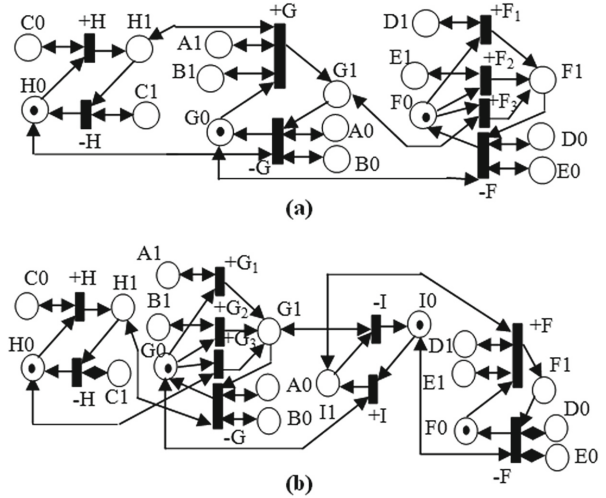 C0 +H H1 +G D1 +F₁
A1 E1 +F₂
B1 G1 F1
H0 C1 G0 F0 +F₃
-H A0 D0
-G B0 -F E0
(a)
A1 +G₁
C0 +H H1 B1 +G₂ G1 -I I0 +F
H0 G0 +G₃ D1 F1
-H C1 A0 I1 +I E1 D0
-G B0 F0 -F E0
(b)